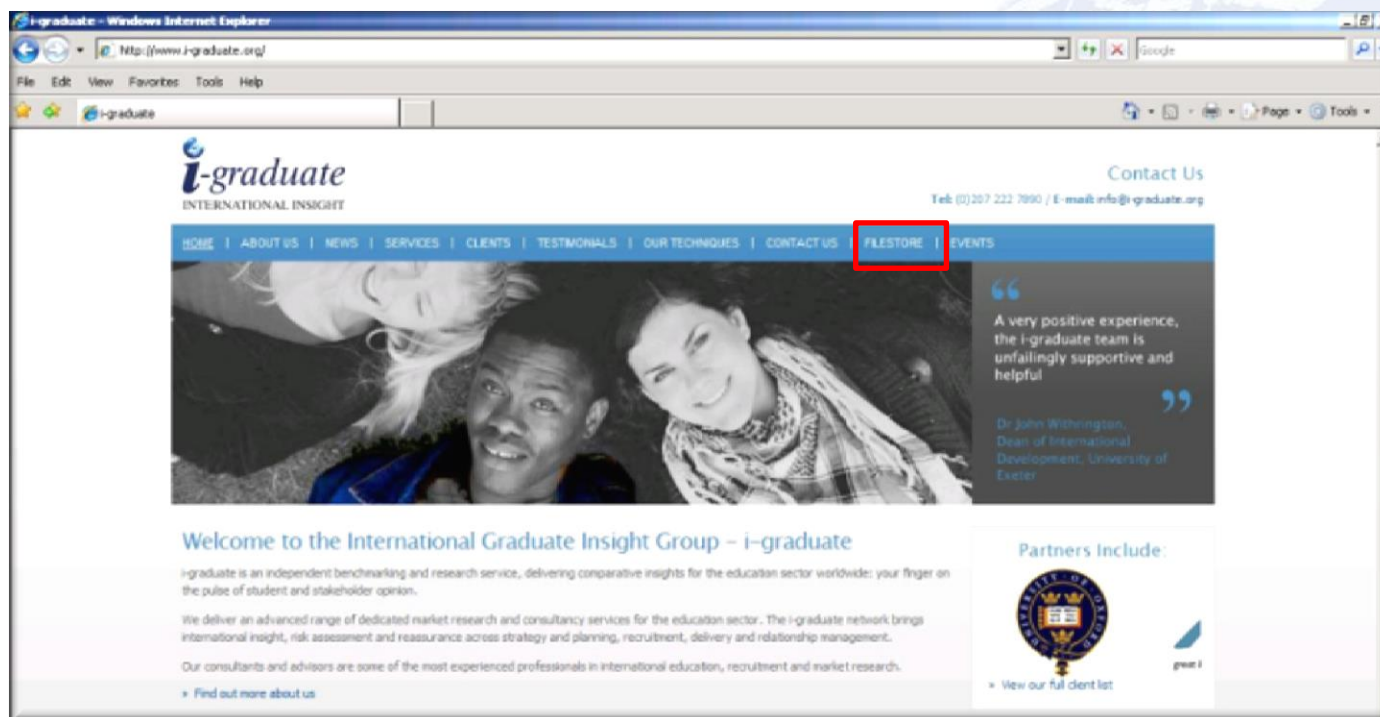 i-graduate - Windows Internet Explorer
http://www.i-graduate.org/
Google
File Edit View Favorites Tools Help
i-graduate
Page Tools
i-graduate
INTERNATIONAL INSIGHT
Contact Us
Tel: (0)207 222 7890 / E-mail: info@i-graduate.org
HOME | ABOUT US | NEWS | SERVICES | CLIENTS | TESTIMONIALS | OUR TECHNIQUES | CONTACT US | FILESTORE | EVENTS
“
A very positive experience,
the i-graduate team is
unfailingly supportive and
helpful
”
Dr John Withrington,
Dean of International
Development, University of
Exeter
Welcome to the International Graduate Insight Group – i-graduate
i-graduate is an independent benchmarking and research service, delivering comparative insights for the education sector worldwide: your finger on
the pulse of student and stakeholder opinion.
We deliver an advanced range of dedicated market research and consultancy services for the education sector. The i-graduate network brings
international insight, risk assessment and reassurance across strategy and planning, recruitment, delivery and relationship management.
Our consultants and advisors are some of the most experienced professionals in international education, recruitment and market research.
» Find out more about us
Partners Include:
UNIVERSITY OF OXFORD
great
» View our full client list